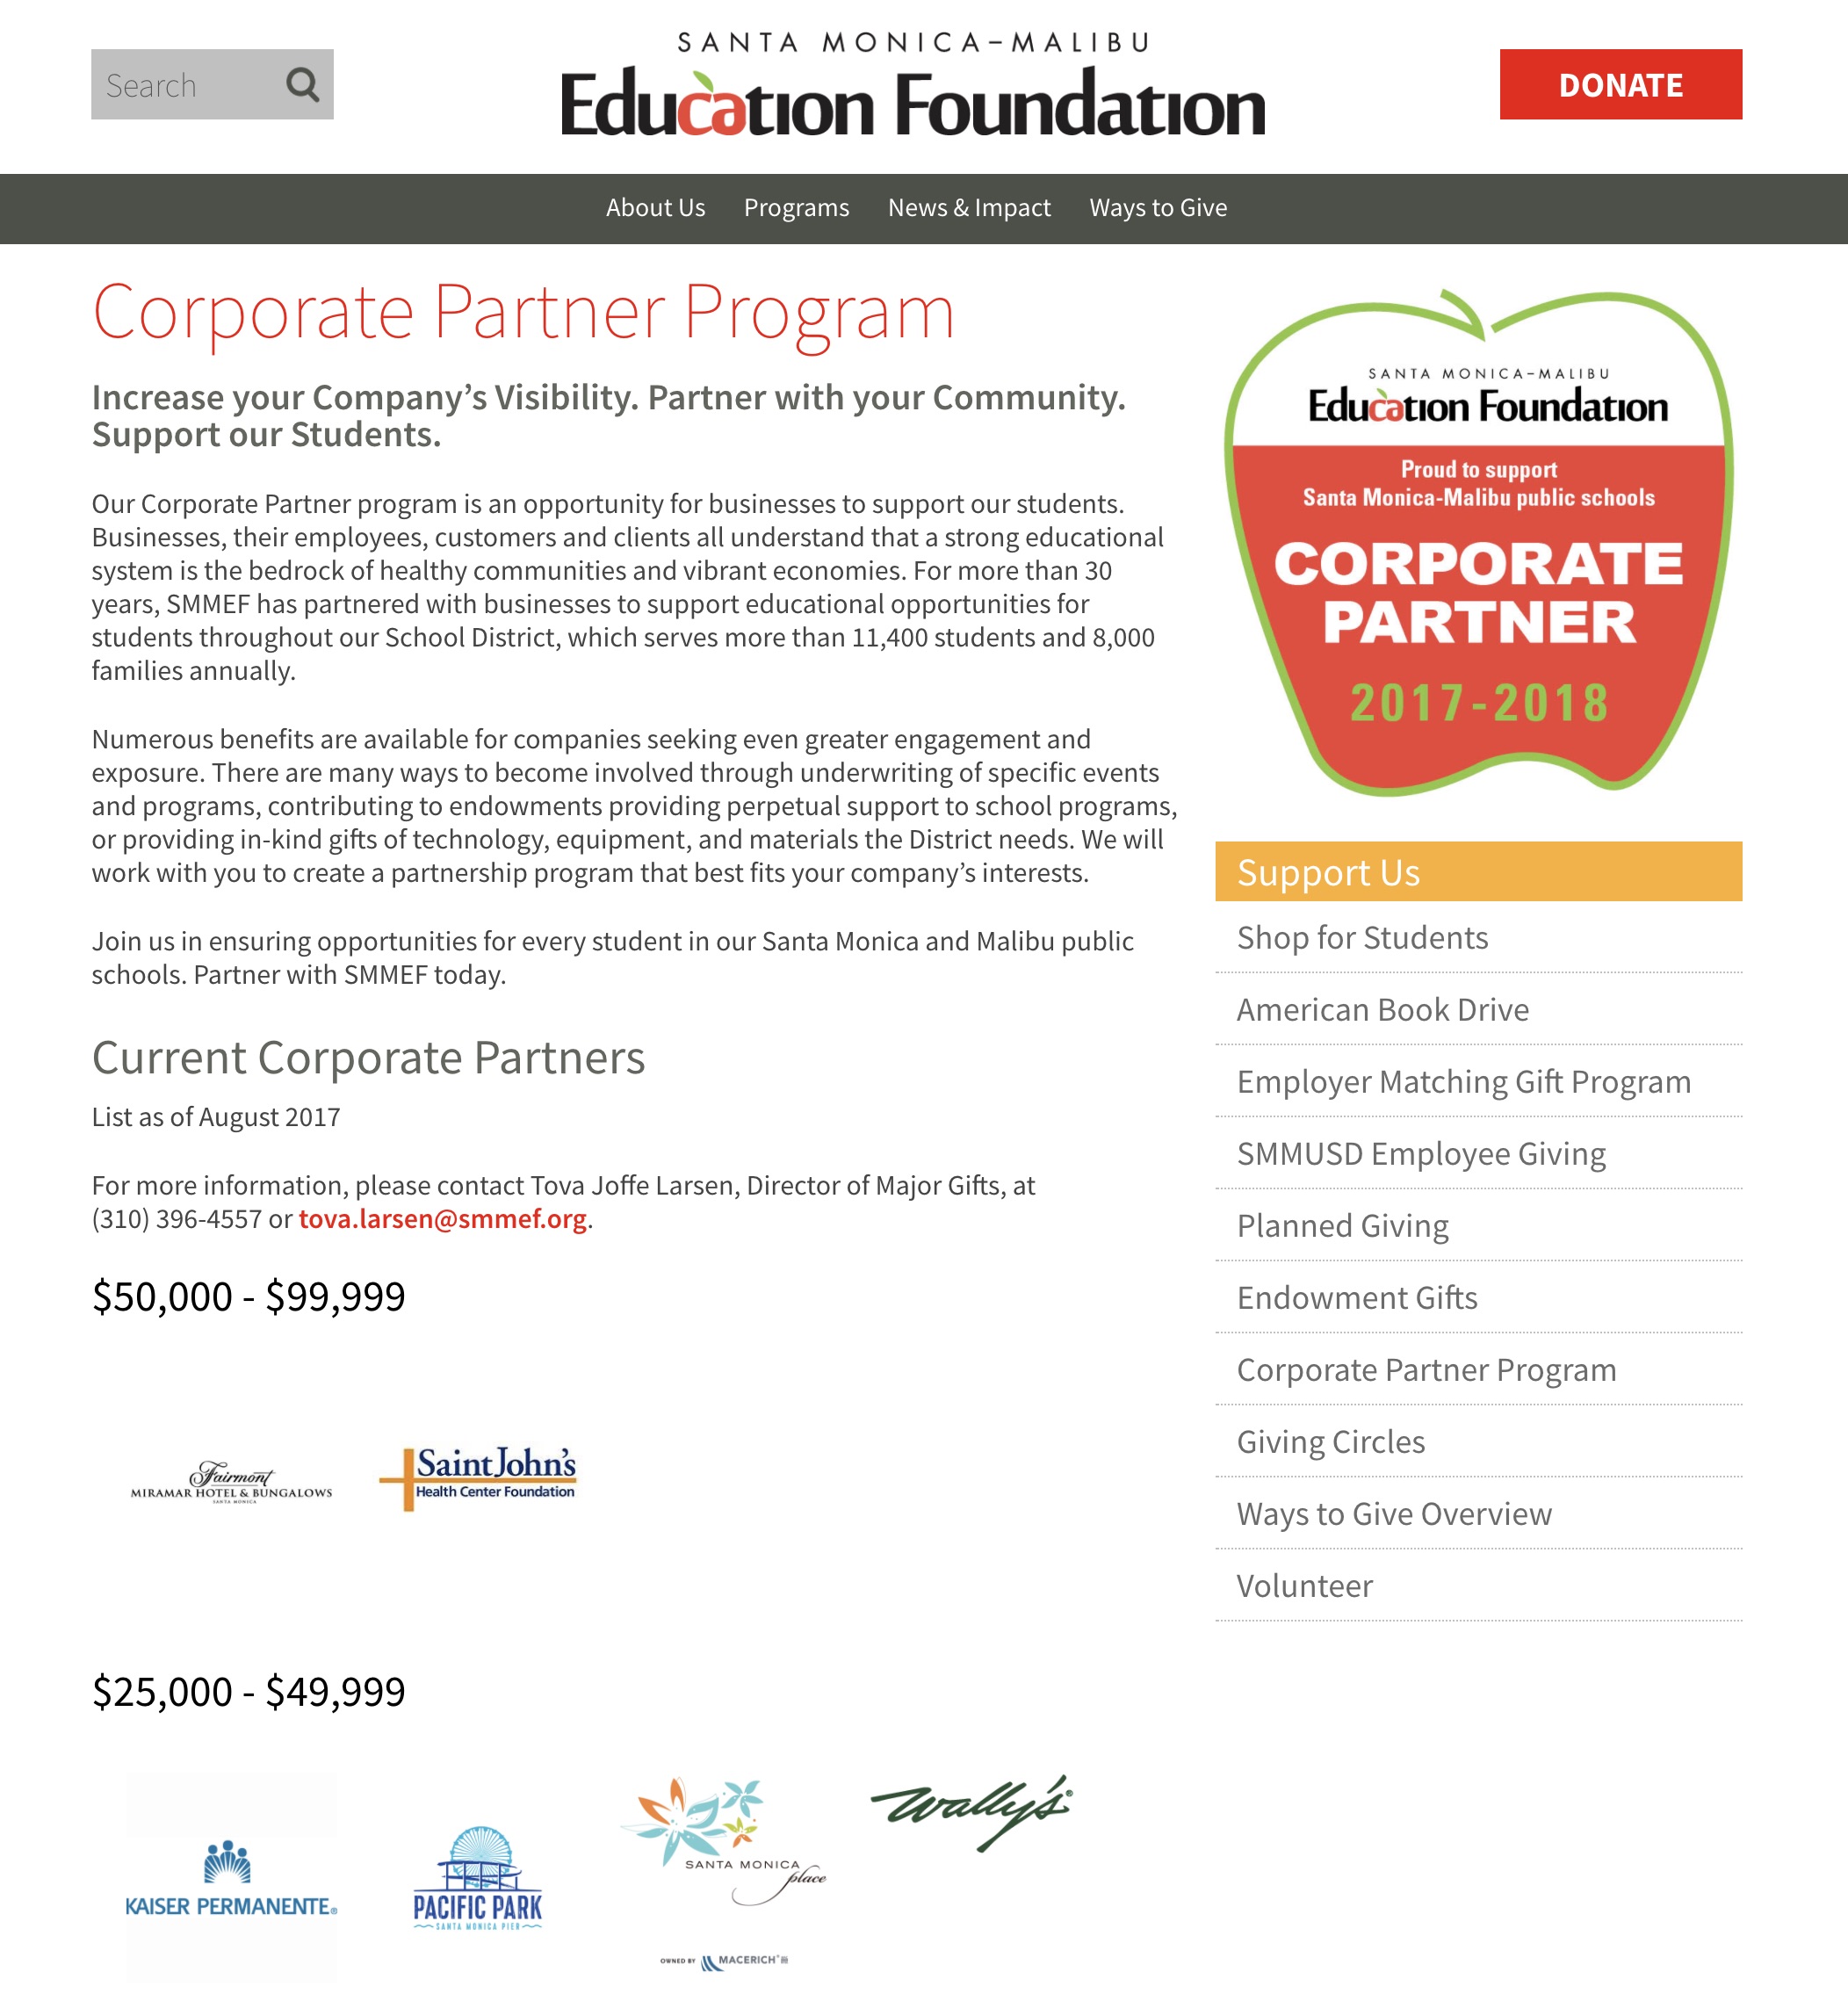 Search
SANTA MONICA–MALIBU
Education Foundation
DONATE
About Us Programs News & Impact Ways to Give
Corporate Partner Program
Increase your Company’s Visibility. Partner with your Community.
Support our Students.
Our Corporate Partner program is an opportunity for businesses to support our students.
Businesses, their employees, customers and clients all understand that a strong educational
system is the bedrock of healthy communities and vibrant economies. For more than 30
years, SMMEF has partnered with businesses to support educational opportunities for
students throughout our School District, which serves more than 11,400 students and 8,000
families annually.
Numerous benefits are available for companies seeking even greater engagement and
exposure. There are many ways to become involved through underwriting of specific events
and programs, contributing to endowments providing perpetual support to school programs,
or providing in-kind gifts of technology, equipment, and materials the District needs. We will
work with you to create a partnership program that best fits your company’s interests.
Join us in ensuring opportunities for every student in our Santa Monica and Malibu public
schools. Partner with SMMEF today.
Current Corporate Partners
List as of August 2017
For more information, please contact Tova Joffe Larsen, Director of Major Gifts, at
(310) 396-4557 or tova.larsen@smmef.org.
$50,000 - $99,999
Fairmont
MIRAMAR HOTEL & BUNGALOWS
SANTA MONICA
Saint John’s
Health Center Foundation
$25,000 - $49,999
KAISER PERMANENTE®
PACIFIC PARK
SANTA MONICA PIER
SANTA MONICA
place
OWNED BY MACERICH®
Wally’s®
SANTA MONICA–MALIBU
Education Foundation
Proud to support
Santa Monica-Malibu public schools
CORPORATE
PARTNER
2017-2018
Support Us
Shop for Students
American Book Drive
Employer Matching Gift Program
SMMUSD Employee Giving
Planned Giving
Endowment Gifts
Corporate Partner Program
Giving Circles
Ways to Give Overview
Volunteer